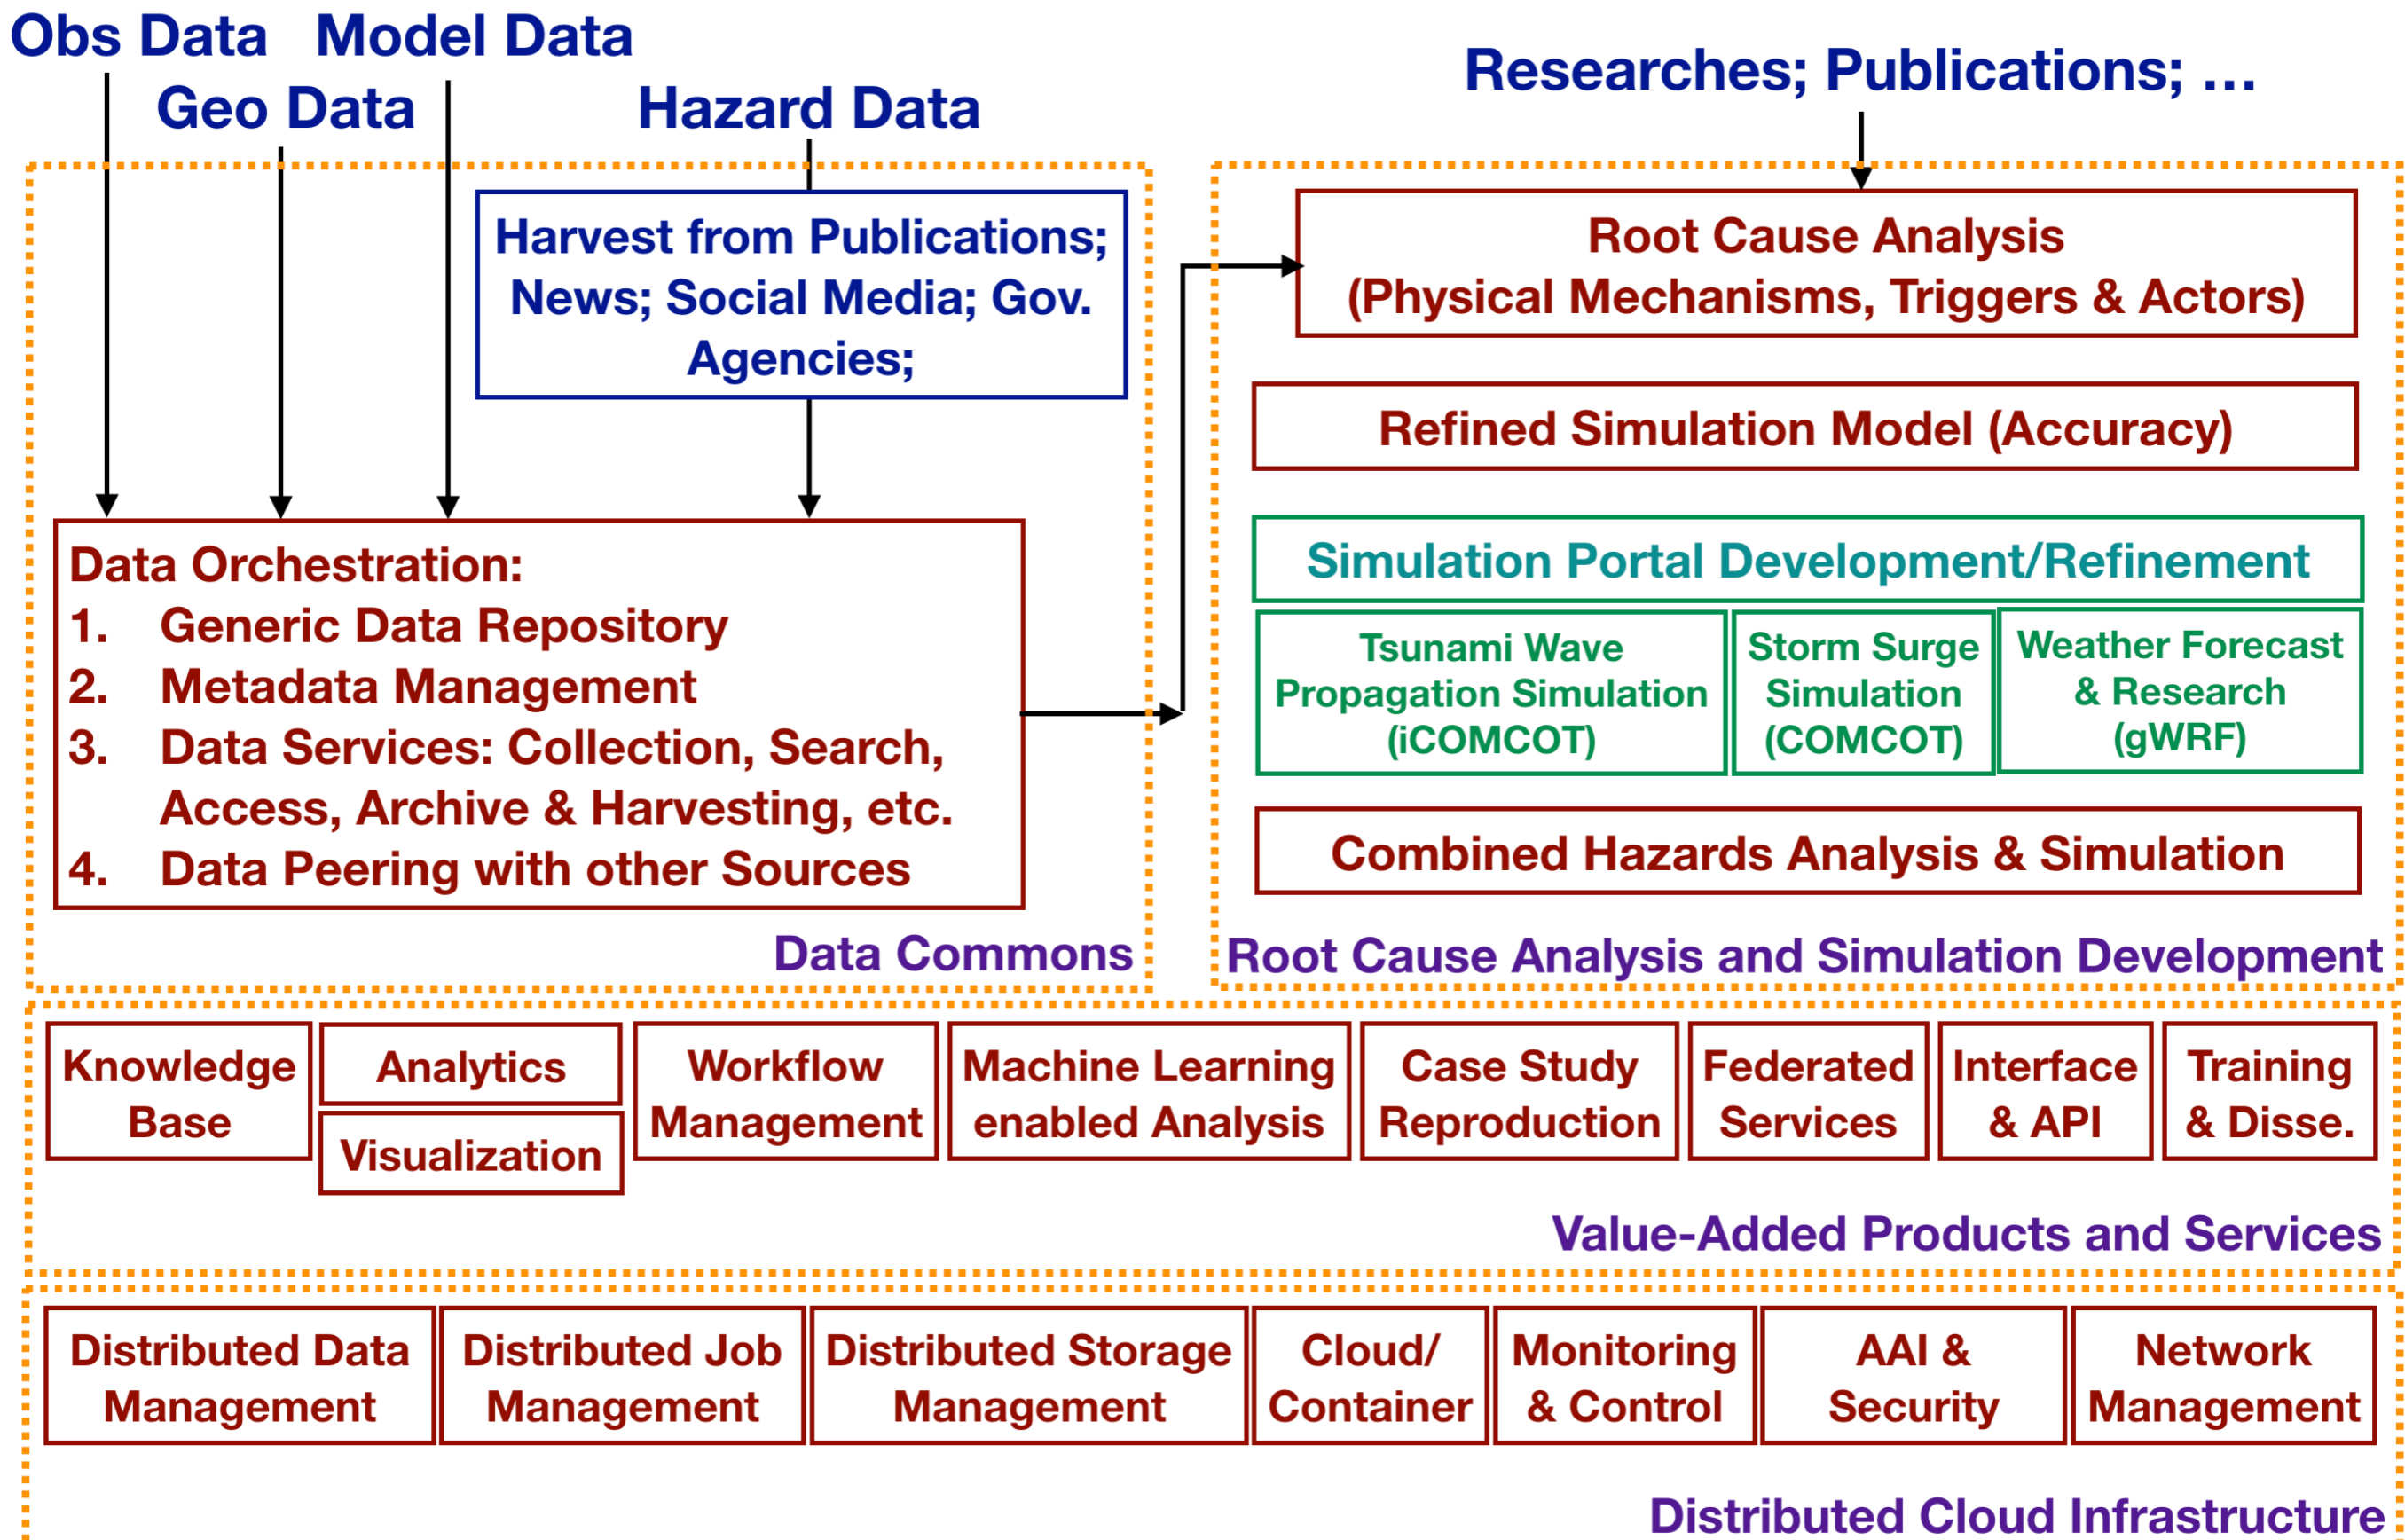 Obs Data
Model Data
Geo Data
Hazard Data
Harvest from Publications;
News; Social Media; Gov.
Agencies;
Data Orchestration:
1. Generic Data Repository
2. Metadata Management
3. Data Services: Collection, Search,
Access, Archive & Harvesting, etc.
4. Data Peering with other Sources
Data Commons
Researches; Publications; …
Root Cause Analysis
(Physical Mechanisms, Triggers & Actors)
Refined Simulation Model (Accuracy)
Simulation Portal Development/Refinement
Tsunami Wave
Propagation Simulation
(iCOMCOT)
Storm Surge
Simulation
(COMCOT)
Weather Forecast
& Research
(gWRF)
Combined Hazards Analysis & Simulation
Root Cause Analysis and Simulation Development
Knowledge
Base
Analytics
Visualization
Workflow
Management
Machine Learning
enabled Analysis
Case Study
Reproduction
Federated
Services
Interface
& API
Training
& Disse.
Value-Added Products and Services
Distributed Data
Management
Distributed Job
Management
Distributed Storage
Management
Cloud/
Container
Monitoring
& Control
AAI &
Security
Network
Management
Distributed Cloud Infrastructure